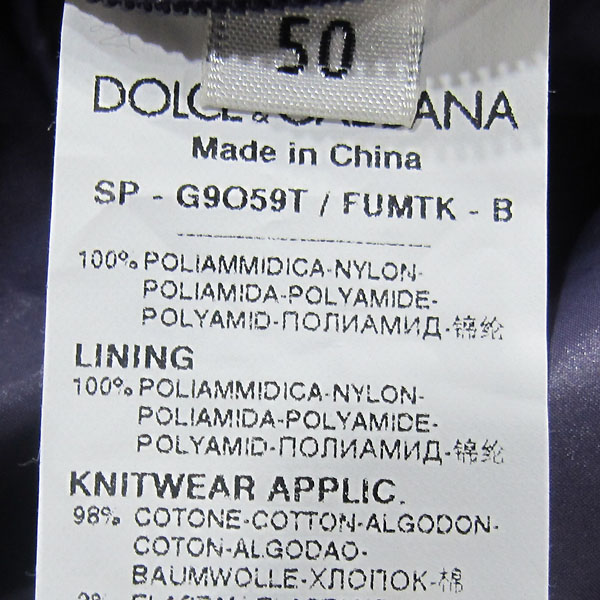 50
DOLCE & GABBANA
Made in China
SP - G9O59T / FUMTK - B
100% POLIAMMIDICA-NYLON-
POLIAMIDA-POLYAMIDE-
POLYAMID-ПОЛИАМИД-锦纶
LINING
100% POLIAMMIDICA-NYLON-
POLIAMIDA-POLYAMIDE-
POLYAMID-ПОЛИАМИД-锦纶
KNITWEAR APPLIC.
98% COTONE-COTTON-ALGODON-
COTON-ALGODAO-
BAUMWOLLE-ХЛОПОК-棉